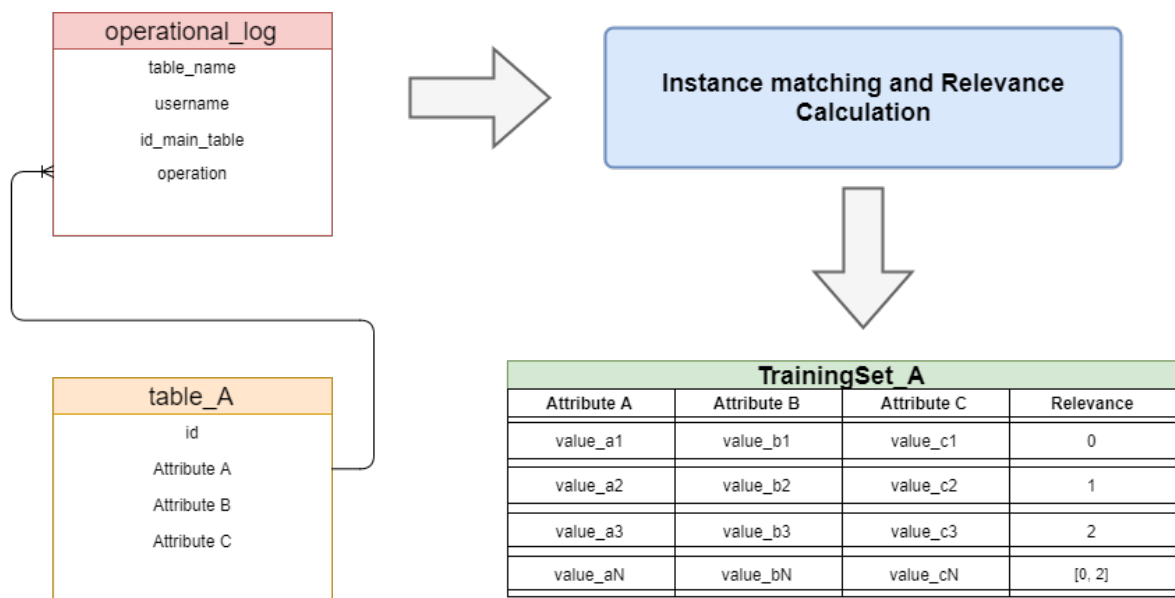 operational_log
table_name
username
id_main_table
operation
Instance matching and Relevance
Calculation
table_A
id
Attribute A
Attribute B
Attribute C
TrainingSet_A
Attribute A Attribute B Attribute C Relevance
value_a1 value_b1 value_c1 0
value_a2 value_b2 value_c2 1
value_a3 value_b3 value_c3 2
value_aN value_bN value_cN [0, 2]